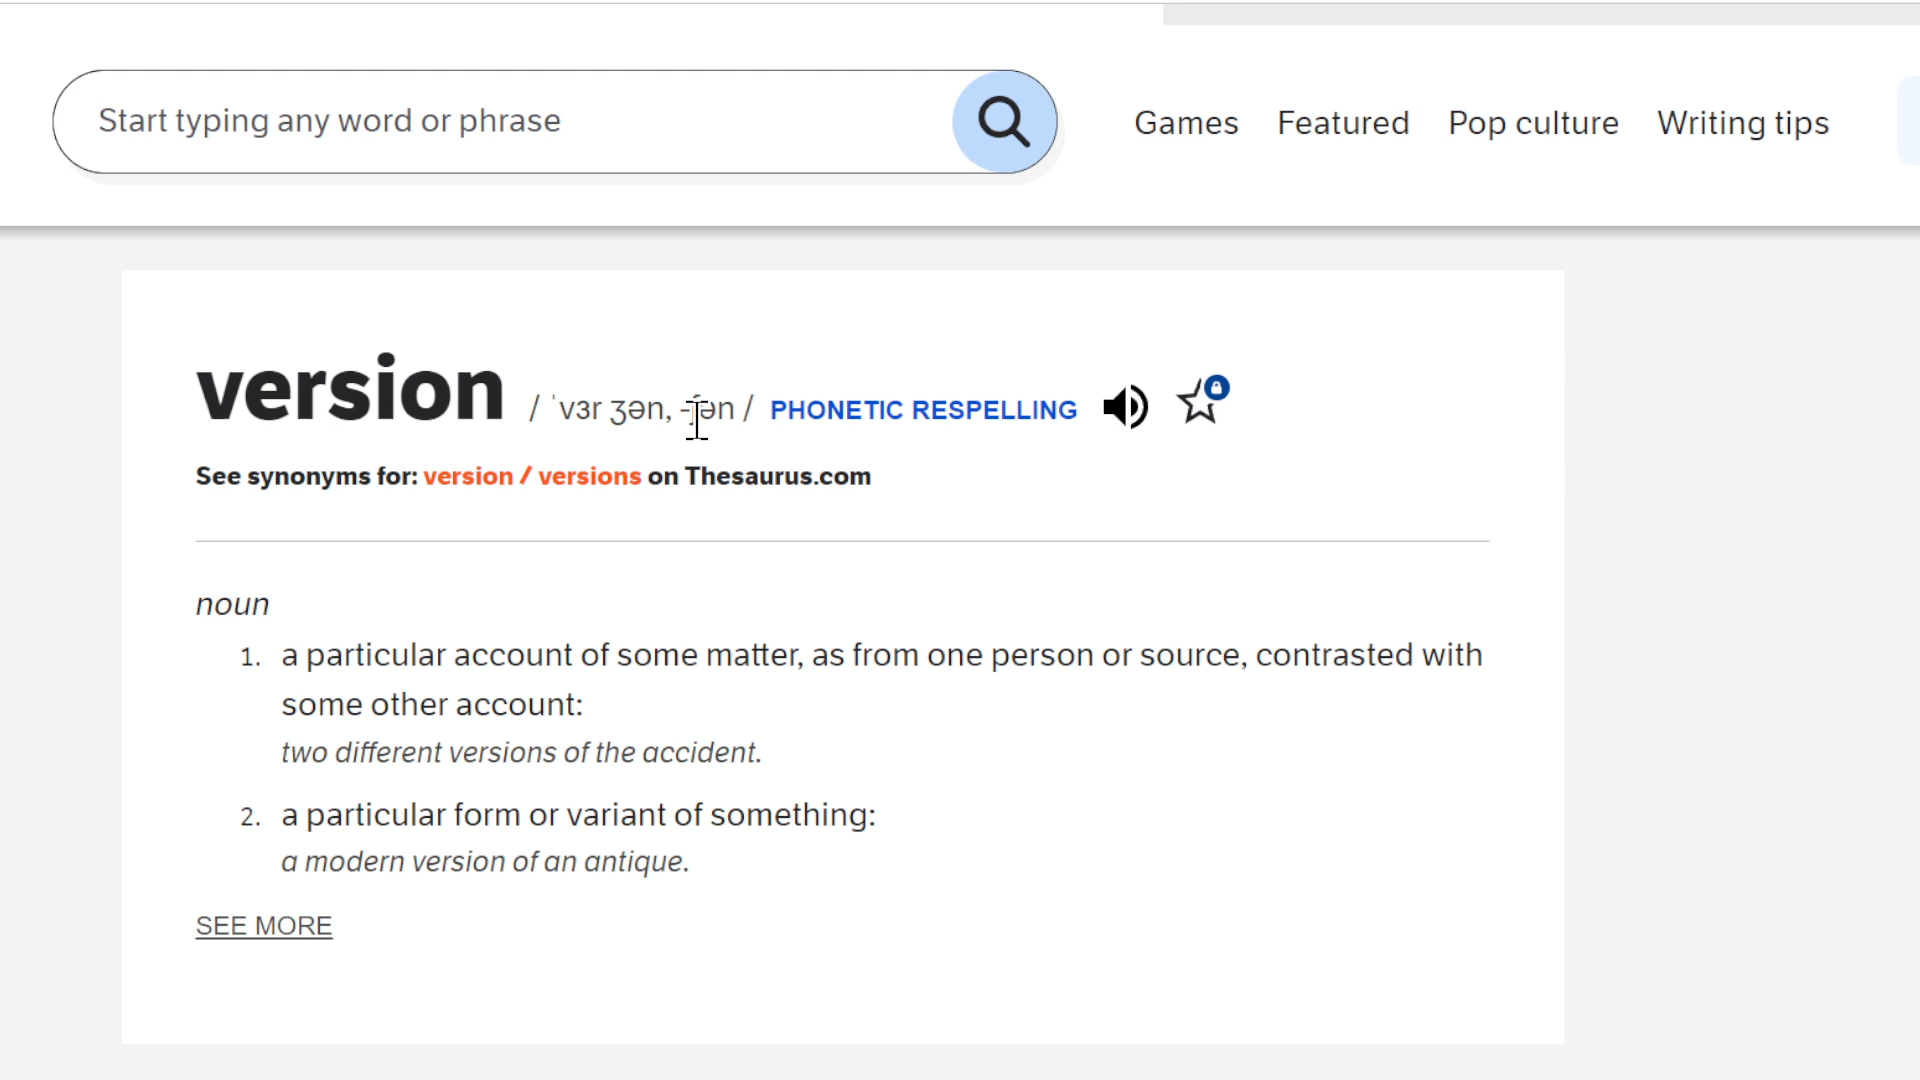 Start typing any word or phrase
Games Featured Pop culture Writing tips
version / ˈvɜr ʒən, -ʃən / PHONETIC RESPELLING
See synonyms for: version / versions on Thesaurus.com
noun
1. a particular account of some matter, as from one person or source, contrasted with
some other account:
two different versions of the accident.
2. a particular form or variant of something:
a modern version of an antique.
SEE MORE